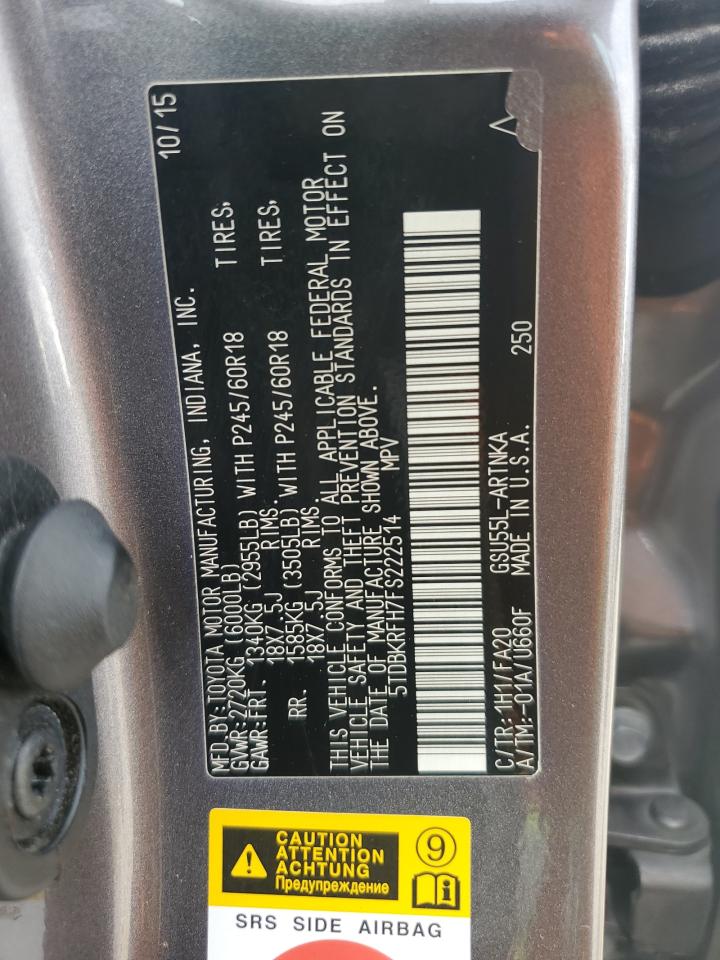 MFD.BY:TOYOTA MOTOR MANUFACTURING, INDIANA, INC. 10/15
GVWR:2720KG (6000LB)
GAWR:FRT. 1340KG (2955LB) WITH P245/60R18 TIRES,
18X7.5J RIMS.
RR. 1585KG (3505LB) WITH P245/60R18 TIRES,
18X7.5J RIMS.
THIS VEHICLE CONFORMS TO ALL APPLICABLE FEDERAL MOTOR
VEHICLE SAFETY AND THEFT PREVENTION STANDARDS IN EFFECT ON
THE DATE OF MANUFACTURE SHOWN ABOVE.
5TDBKRFH7FS222514 MPV
C/TR:1H1/FA20 GSU55L-ARTNKA 250
A/TM:-01A/U660F MADE IN U.S.A.
CAUTION
ATTENTION
ACHTUNG
Предупреждение
9
SRS SIDE AIRBAG